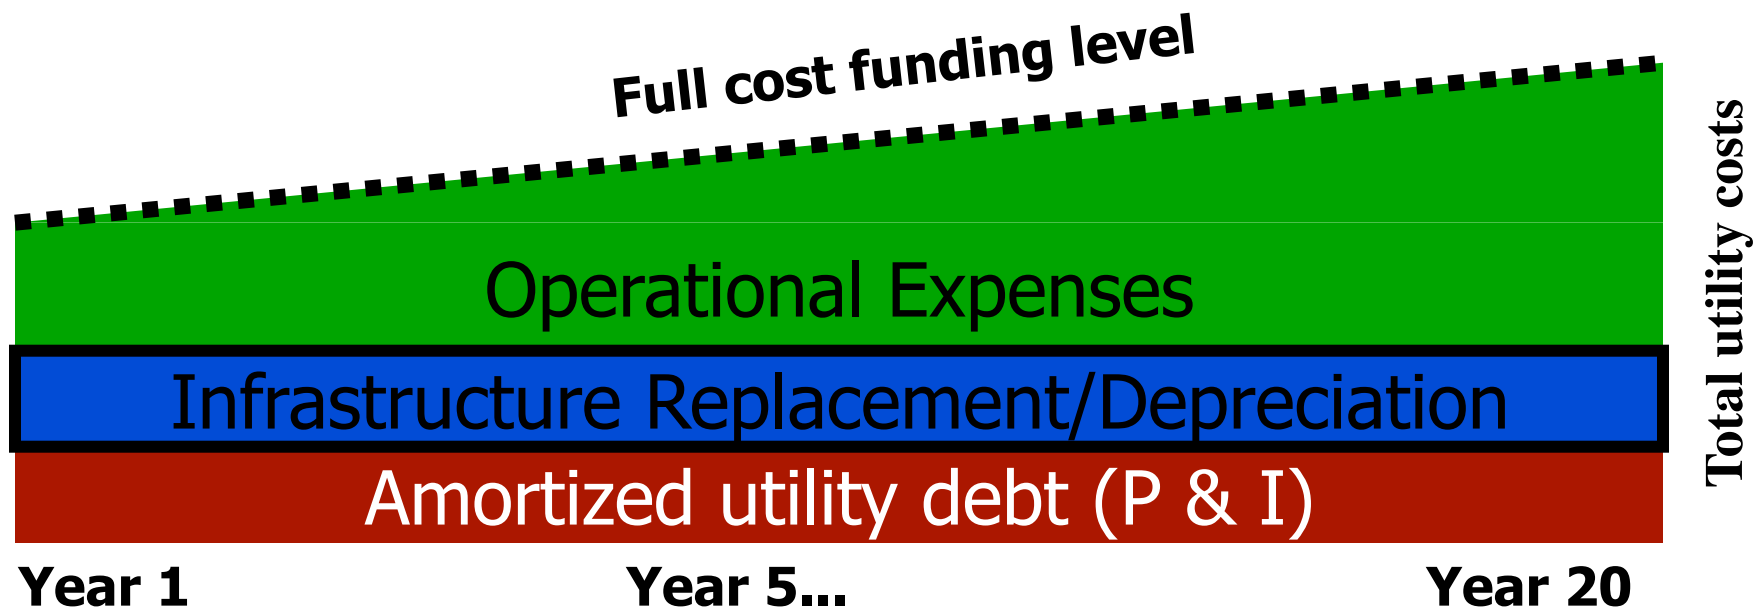 Full cost funding level
Operational Expenses
Infrastructure Replacement/Depreciation
Amortized utility debt (P & I)
Year 1
Year 5...
Year 20
Total utility costs